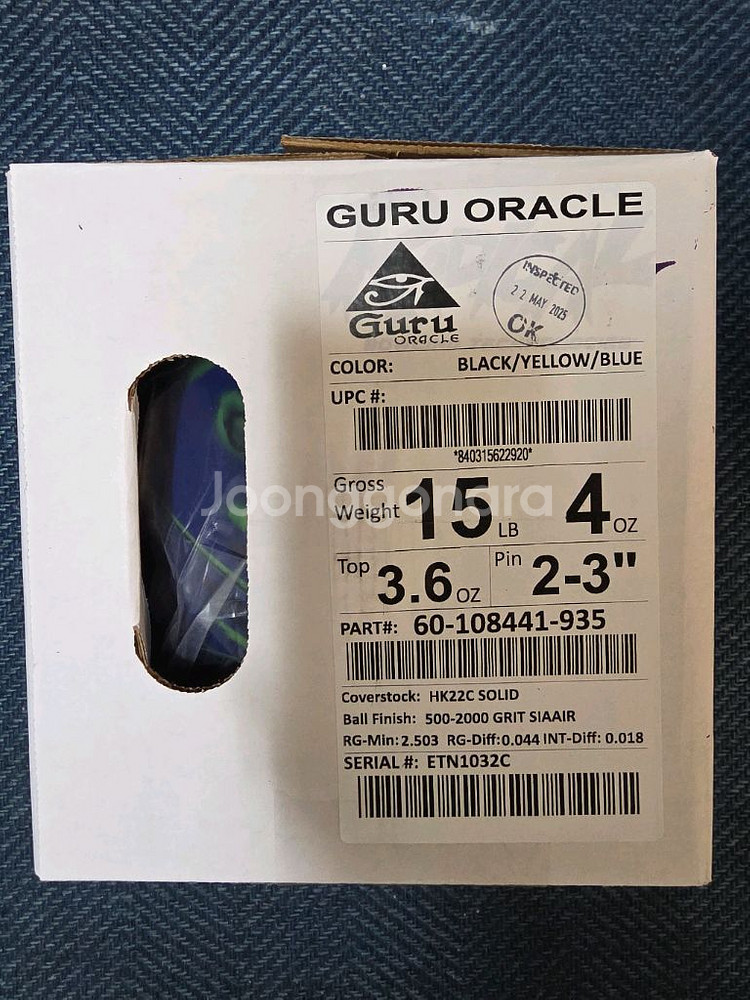 GURU ORACLE
Guru
ORACLE
INSPECTED
22 MAY 2025
OK
COLOR: BLACK/YELLOW/BLUE
UPC #:
*840315622920*
Gross Weight 15 LB 4 OZ
Top 3.6 OZ Pin 2-3"
PART#: 60-108441-935
Coverstock: HK22C SOLID
Ball Finish: 500-2000 GRIT SIAAIR
RG-Min: 2.503 RG-Diff: 0.044 INT-Diff: 0.018
SERIAL #: ETN1032C
Joonggonara